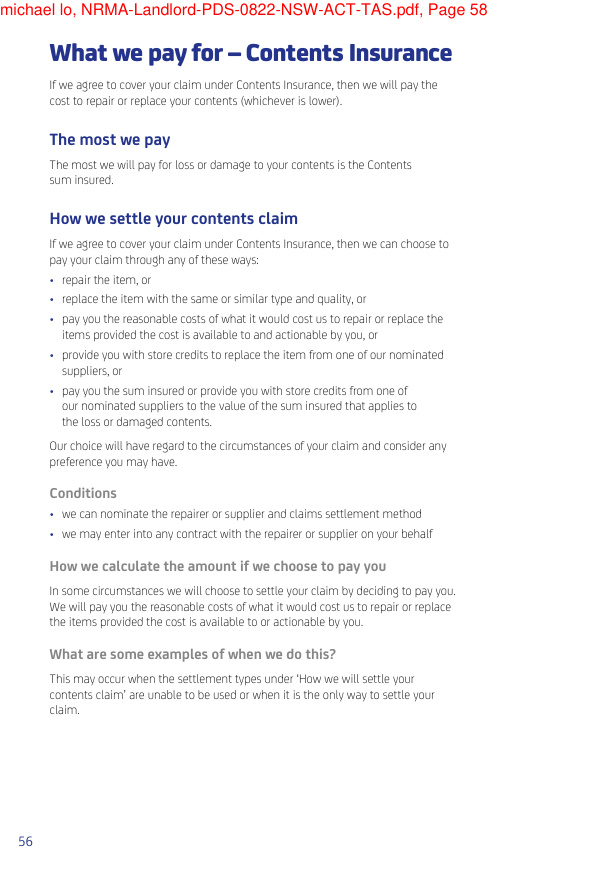 michael lo, NRMA-Landlord-PDS-0822-NSW-ACT-TAS.pdf, Page 58
What we pay for – Contents Insurance
If we agree to cover your claim under Contents Insurance, then we will pay the
cost to repair or replace your contents (whichever is lower).
The most we pay
The most we will pay for loss or damage to your contents is the Contents
sum insured.
How we settle your contents claim
If we agree to cover your claim under Contents Insurance, then we can choose to
pay your claim through any of these ways:
• repair the item, or
• replace the item with the same or similar type and quality, or
• pay you the reasonable costs of what it would cost us to repair or replace the
items provided the cost is available to and actionable by you, or
• provide you with store credits to replace the item from one of our nominated
suppliers, or
• pay you the sum insured or provide you with store credits from one of
our nominated suppliers to the value of the sum insured that applies to
the loss or damaged contents.
Our choice will have regard to the circumstances of your claim and consider any
preference you may have.
Conditions
• we can nominate the repairer or supplier and claims settlement method
• we may enter into any contract with the repairer or supplier on your behalf
How we calculate the amount if we choose to pay you
In some circumstances we will choose to settle your claim by deciding to pay you.
We will pay you the reasonable costs of what it would cost us to repair or replace
the items provided the cost is available to or actionable by you.
What are some examples of when we do this?
This may occur when the settlement types under ‘How we will settle your
contents claim’ are unable to be used or when it is the only way to settle your
claim.
56